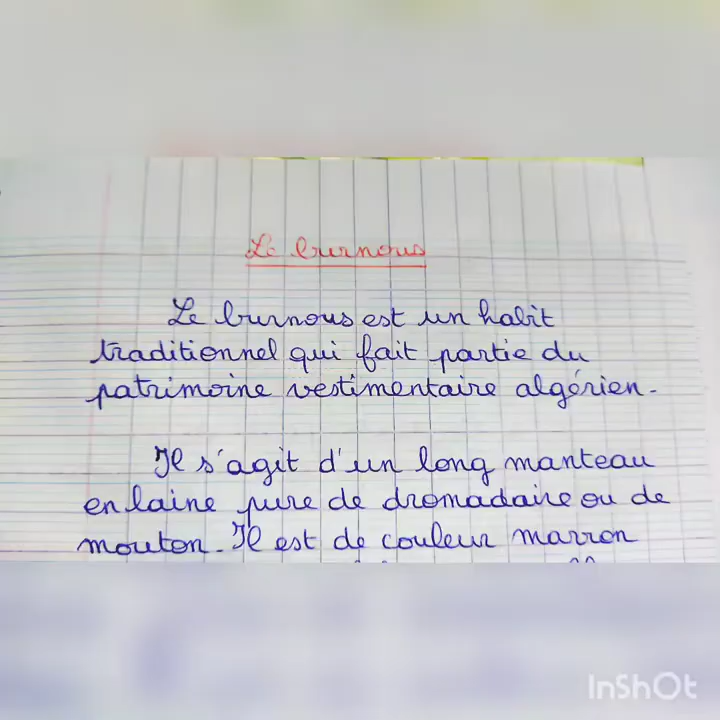 Le burnous
Le burnous est un habit
traditionnel qui fait partie du
patrimoine vestimentaire algérien.
Il s'agit d'un long manteau
en laine pure de dromadaire ou de
mouton. Il est de couleur marron
InShOt